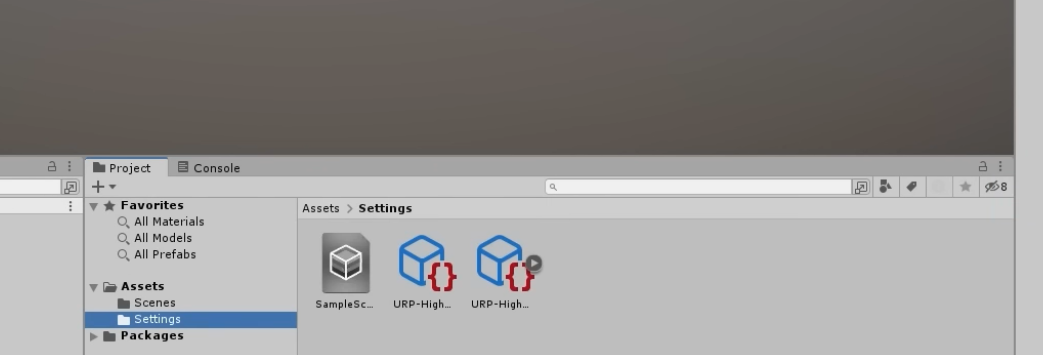 Project
Console
8
Favorites
All Materials
All Models
All Prefabs
Assets
Scenes
Settings
Packages
Assets > Settings
SampleSc...
URP-High...
URP-High...